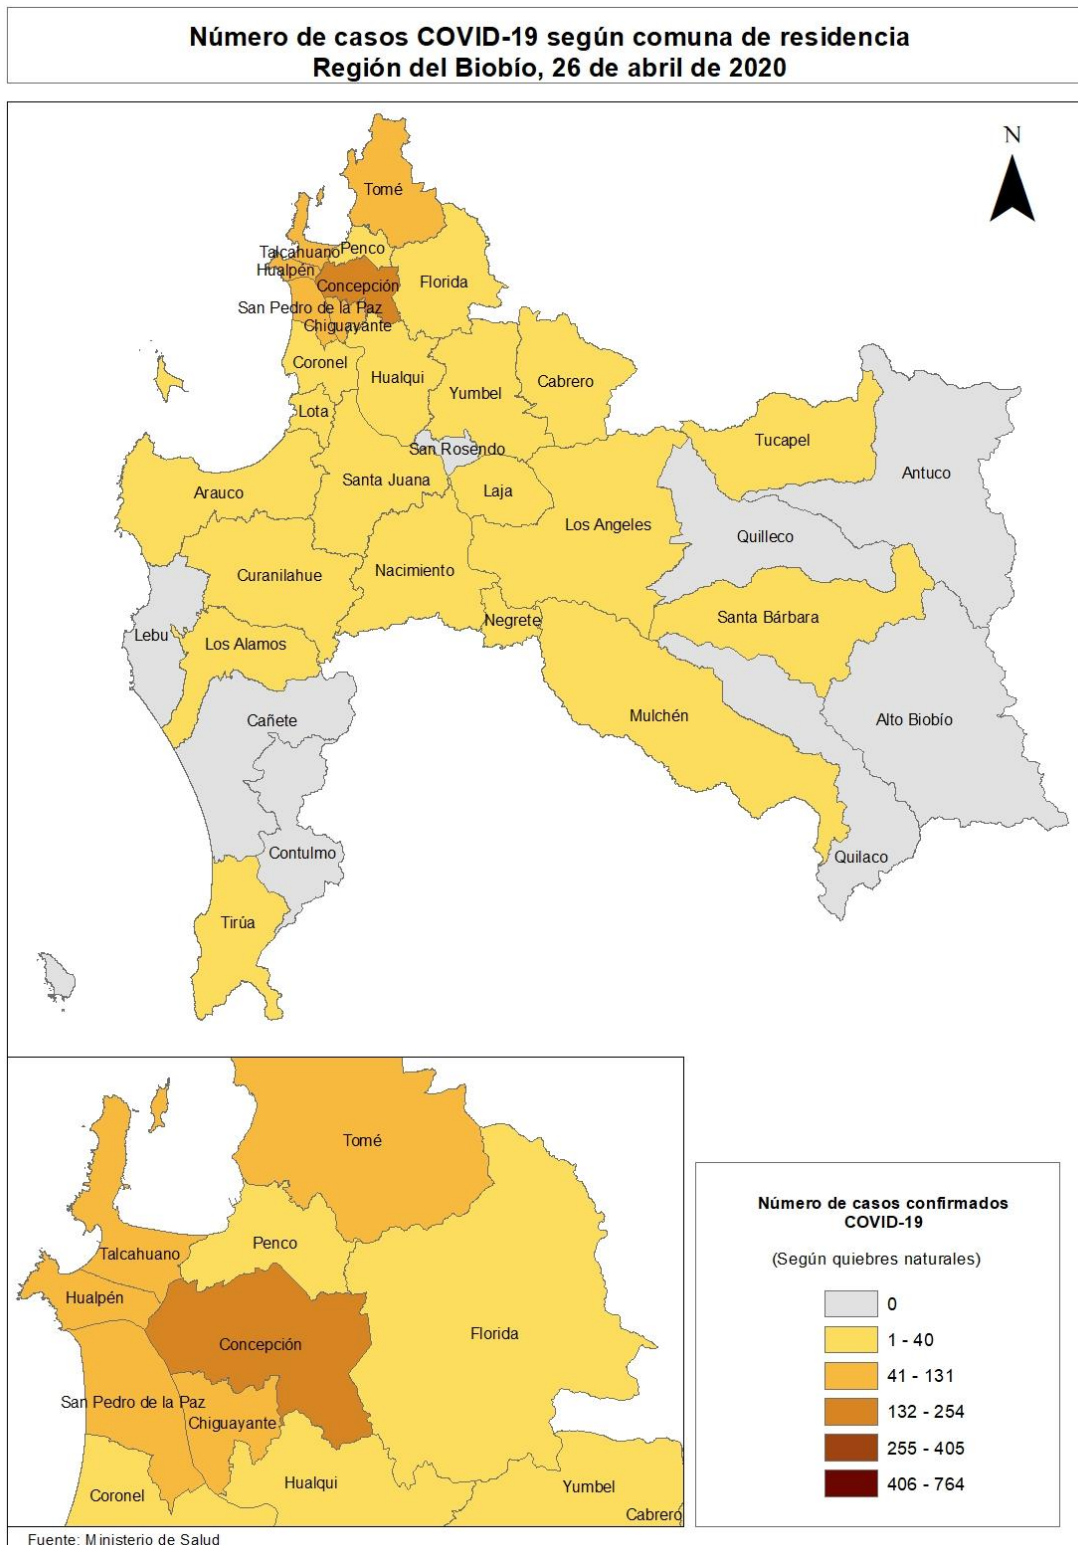 Número de casos COVID-19 según comuna de residencia
Región del Biobío, 26 de abril de 2020
N
Tomé
Talcahuano
Penco
Hualpén
Concepción
Florida
San Pedro de la Paz
Chiguayante
Coronel
Hualqui
Yumbel
Cabrero
Lota
Tucapel
San Rosendo
Antuco
Arauco
Santa Juana
Laja
Los Angeles
Quilleco
Curanilahue
Nacimiento
Negrete
Santa Bárbara
Lebu
Los Alamos
Cañete
Mulchén
Alto Biobío
Contulmo
Quilaco
Tirúa
Tomé
Talcahuano
Penco
Hualpén
Concepción
Florida
San Pedro de la Paz
Chiguayante
Coronel
Hualqui
Yumbel
Cabrero
Número de casos confirmados
COVID-19
(Según quiebres naturales)
0
1 - 40
41 - 131
132 - 254
255 - 405
406 - 764
Fuente: Ministerio de Salud